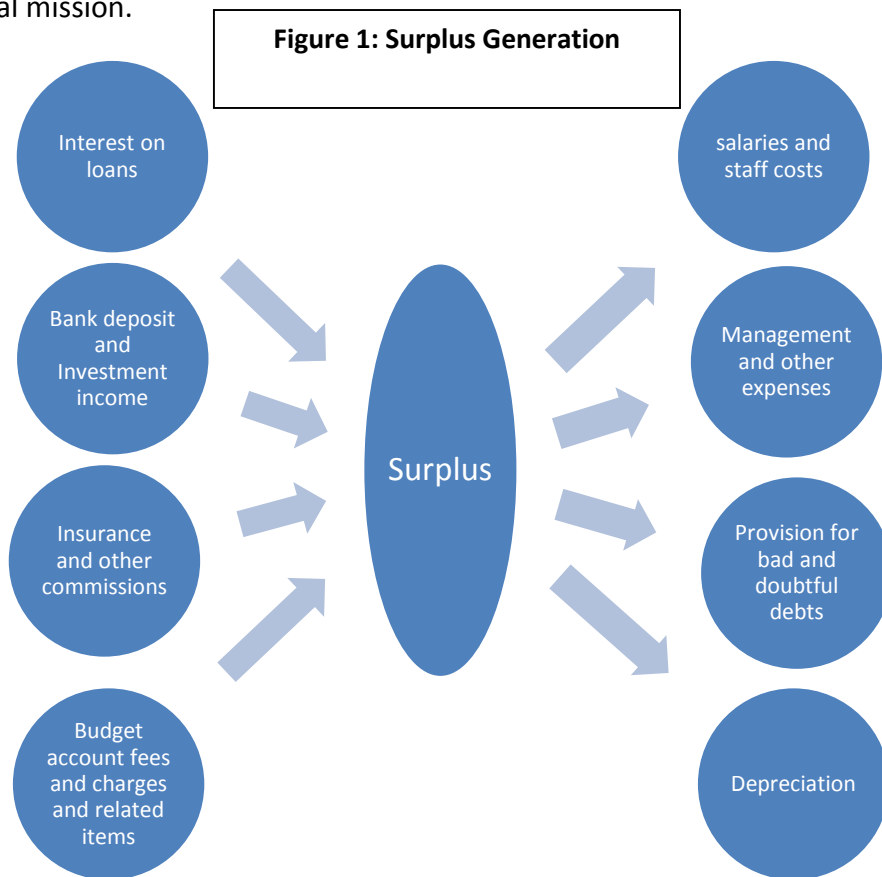 al mission.
Figure 1: Surplus Generation
Interest on
loans
Bank deposit
and
Investment
income
Insurance
and other
commissions
Budget
account fees
and charges
and related
items
Surplus
salaries and
staff costs
Management
and other
expenses
Provision for
bad and
doubtful
debts
Depreciation